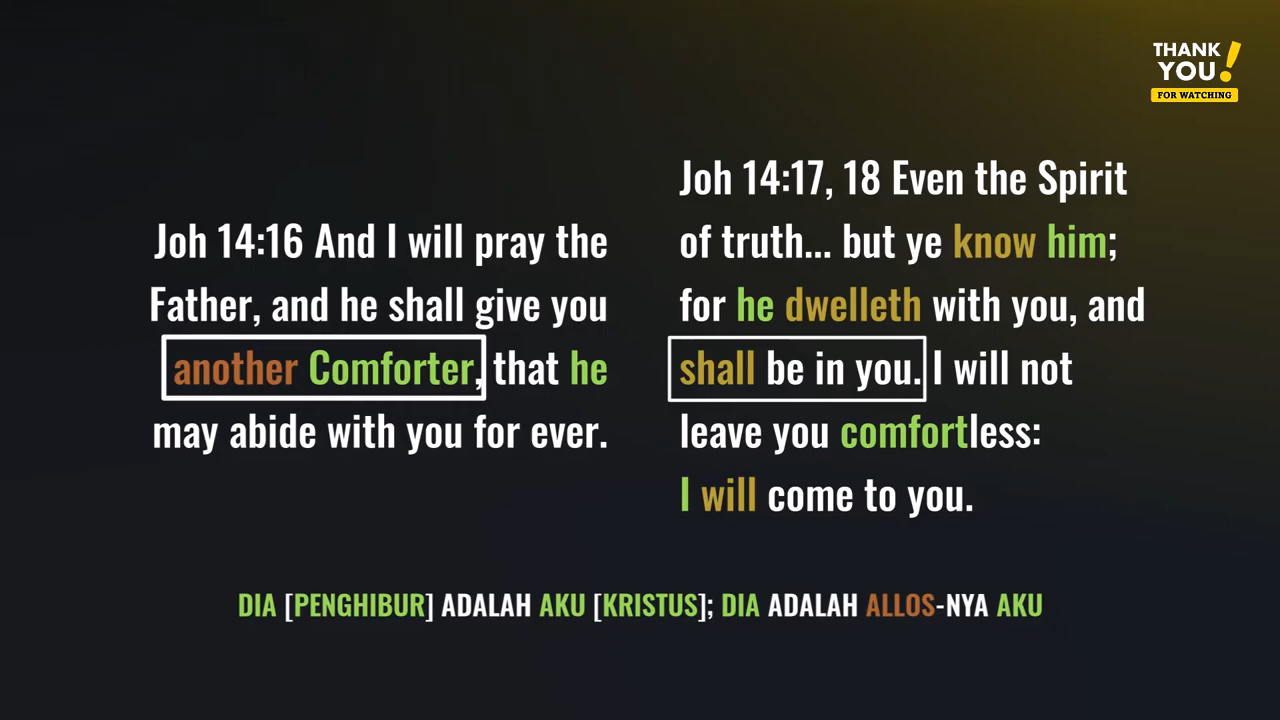 THANK
YOU!
FOR WATCHING
Joh 14:16 And I will pray the
Father, and he shall give you
another Comforter, that he
may abide with you for ever.
Joh 14:17, 18 Even the Spirit
of truth... but ye know him;
for he dwelleth with you, and
shall be in you. I will not
leave you comfortless:
I will come to you.
DIA [PENGHIBUR] ADALAH AKU [KRISTUS]; DIA ADALAH ALLOS-NYA AKU